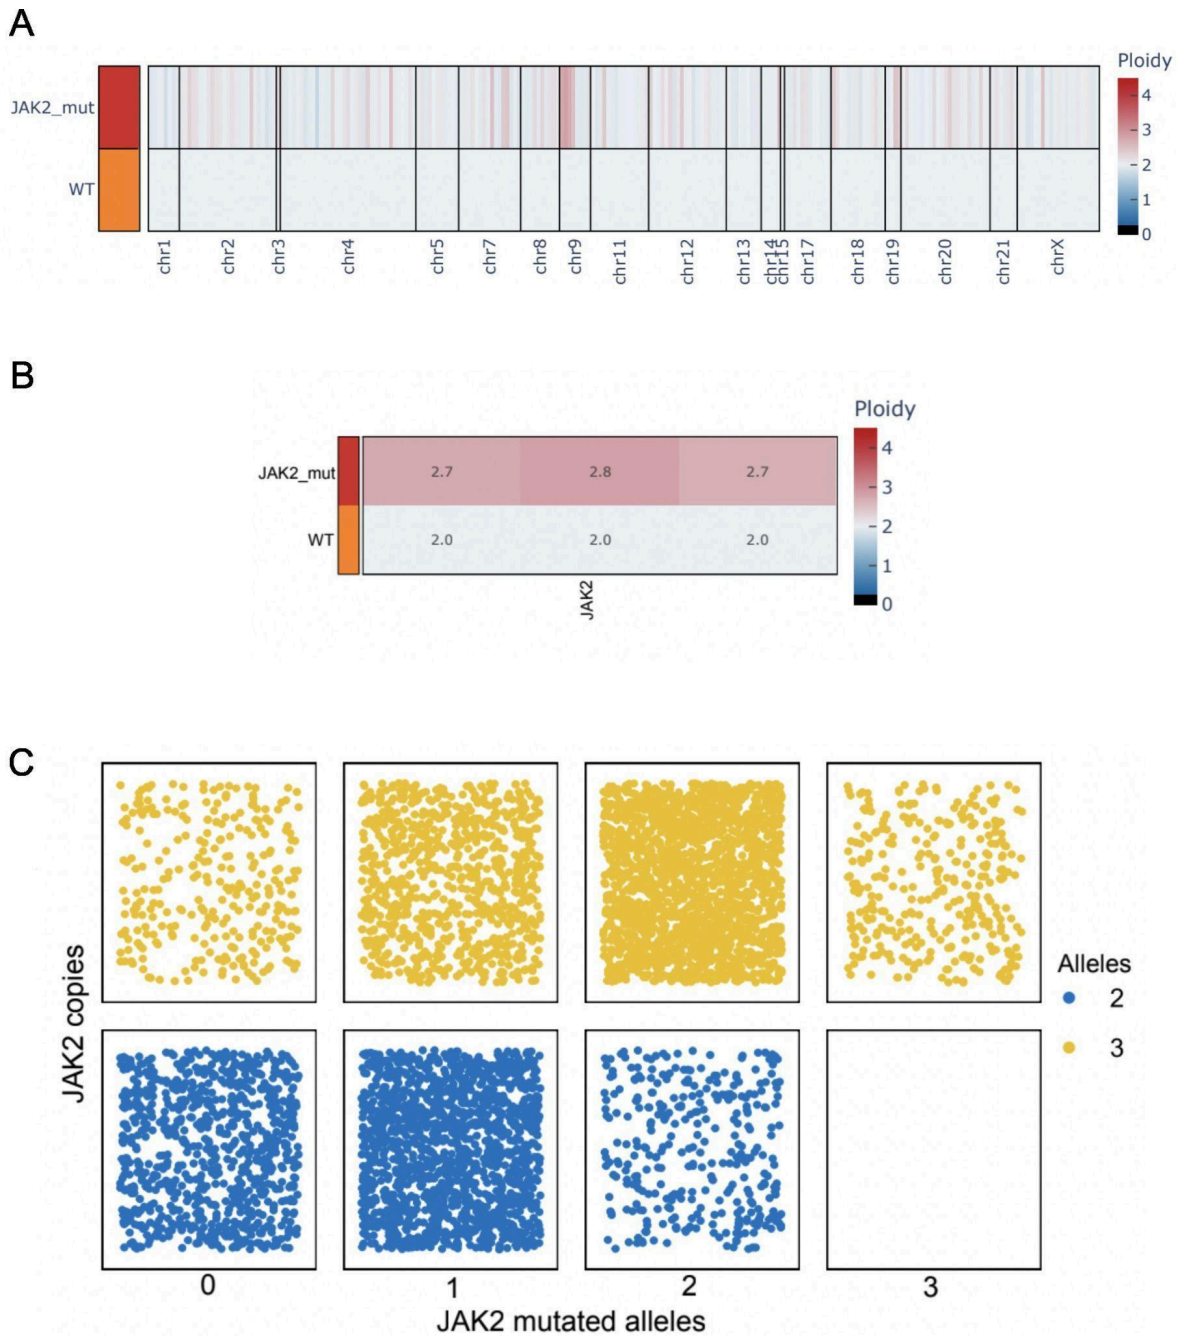 A
Ploidy
4
3
2
1
0
JAK2_mut
WT
chr1
chr2
chr3
chr4
chr5
chr7
chr8
chr9
chr11
chr12
chr13
chr14
chr15
chr17
chr18
chr19
chr20
chr21
chrX
B
Ploidy
4
3
2
1
0
JAK2_mut
2.7 2.8 2.7
WT
2.0 2.0 2.0
JAK2
C
JAK2 copies
Alleles
2
3
0 1 2 3
JAK2 mutated alleles